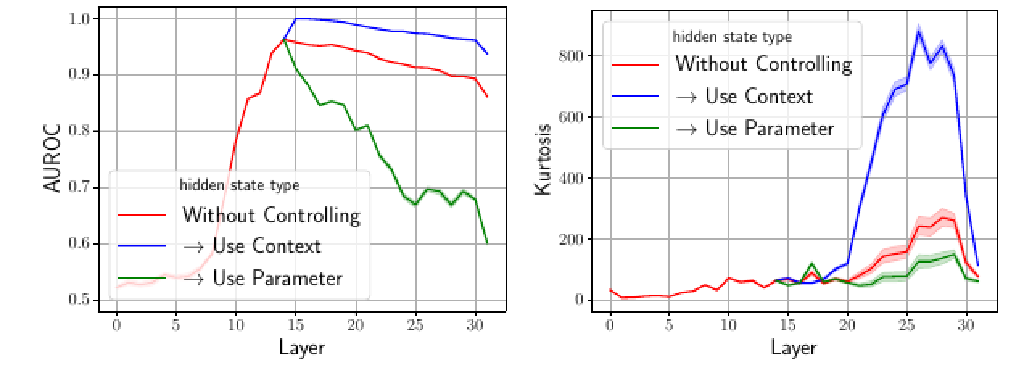 1.0
0.9
0.8
0.7
0.6
0.5
AUROC
hidden state type
Without Controlling
→ Use Context
→ Use Parameter
0 5 10 15 20 25 30
Layer
800
600
400
200
0
Kurtosis
hidden state type
Without Controlling
→ Use Context
→ Use Parameter
0 5 10 15 20 25 30
Layer